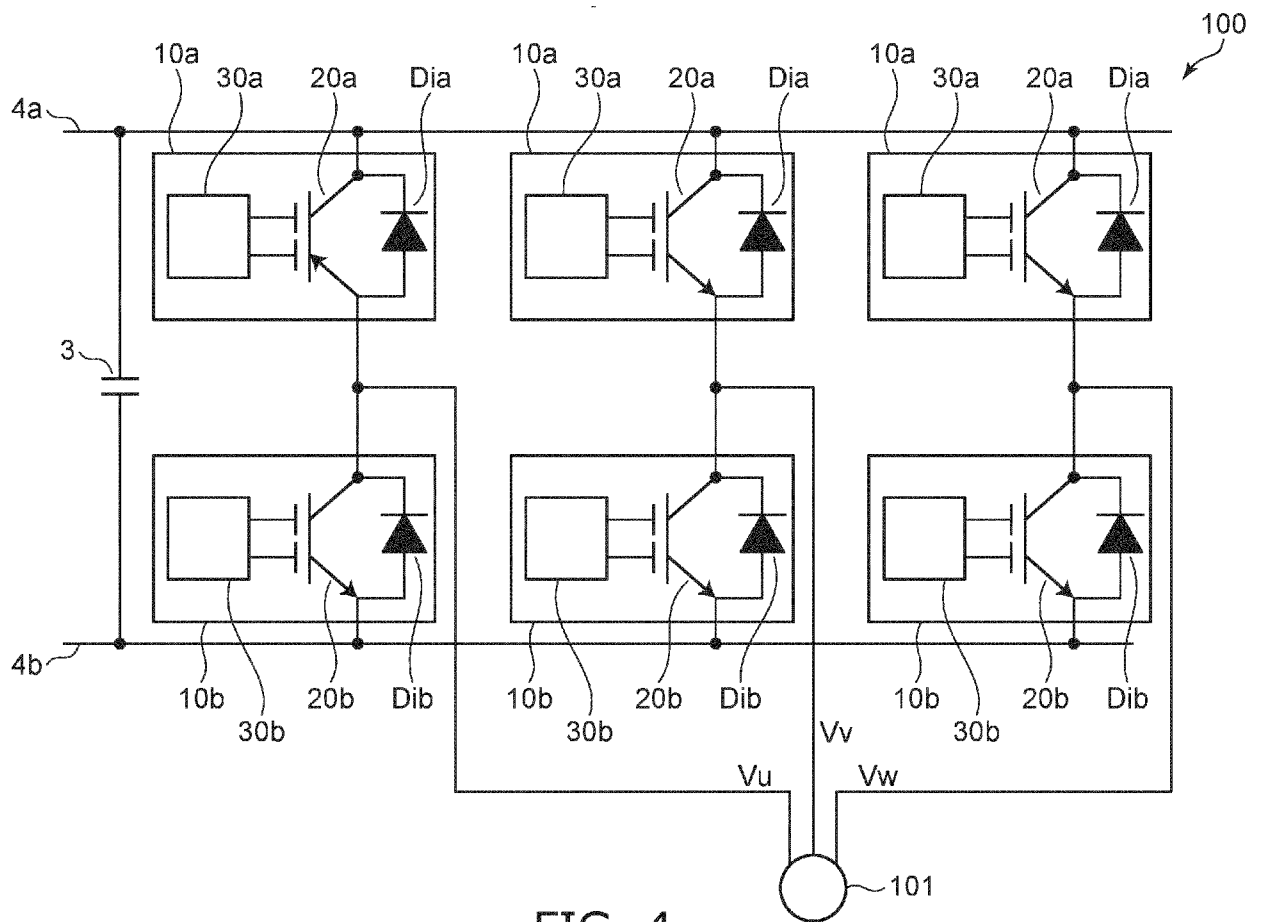 100
10a 10a 10a
30a 20a Dia 30a 20a Dia 30a 20a Dia
4a
3
4b
10b 20b Dib 10b 20b Dib 10b 20b Dib
30b 30b 30b
Vv
Vu Vw
101
FIG. 4